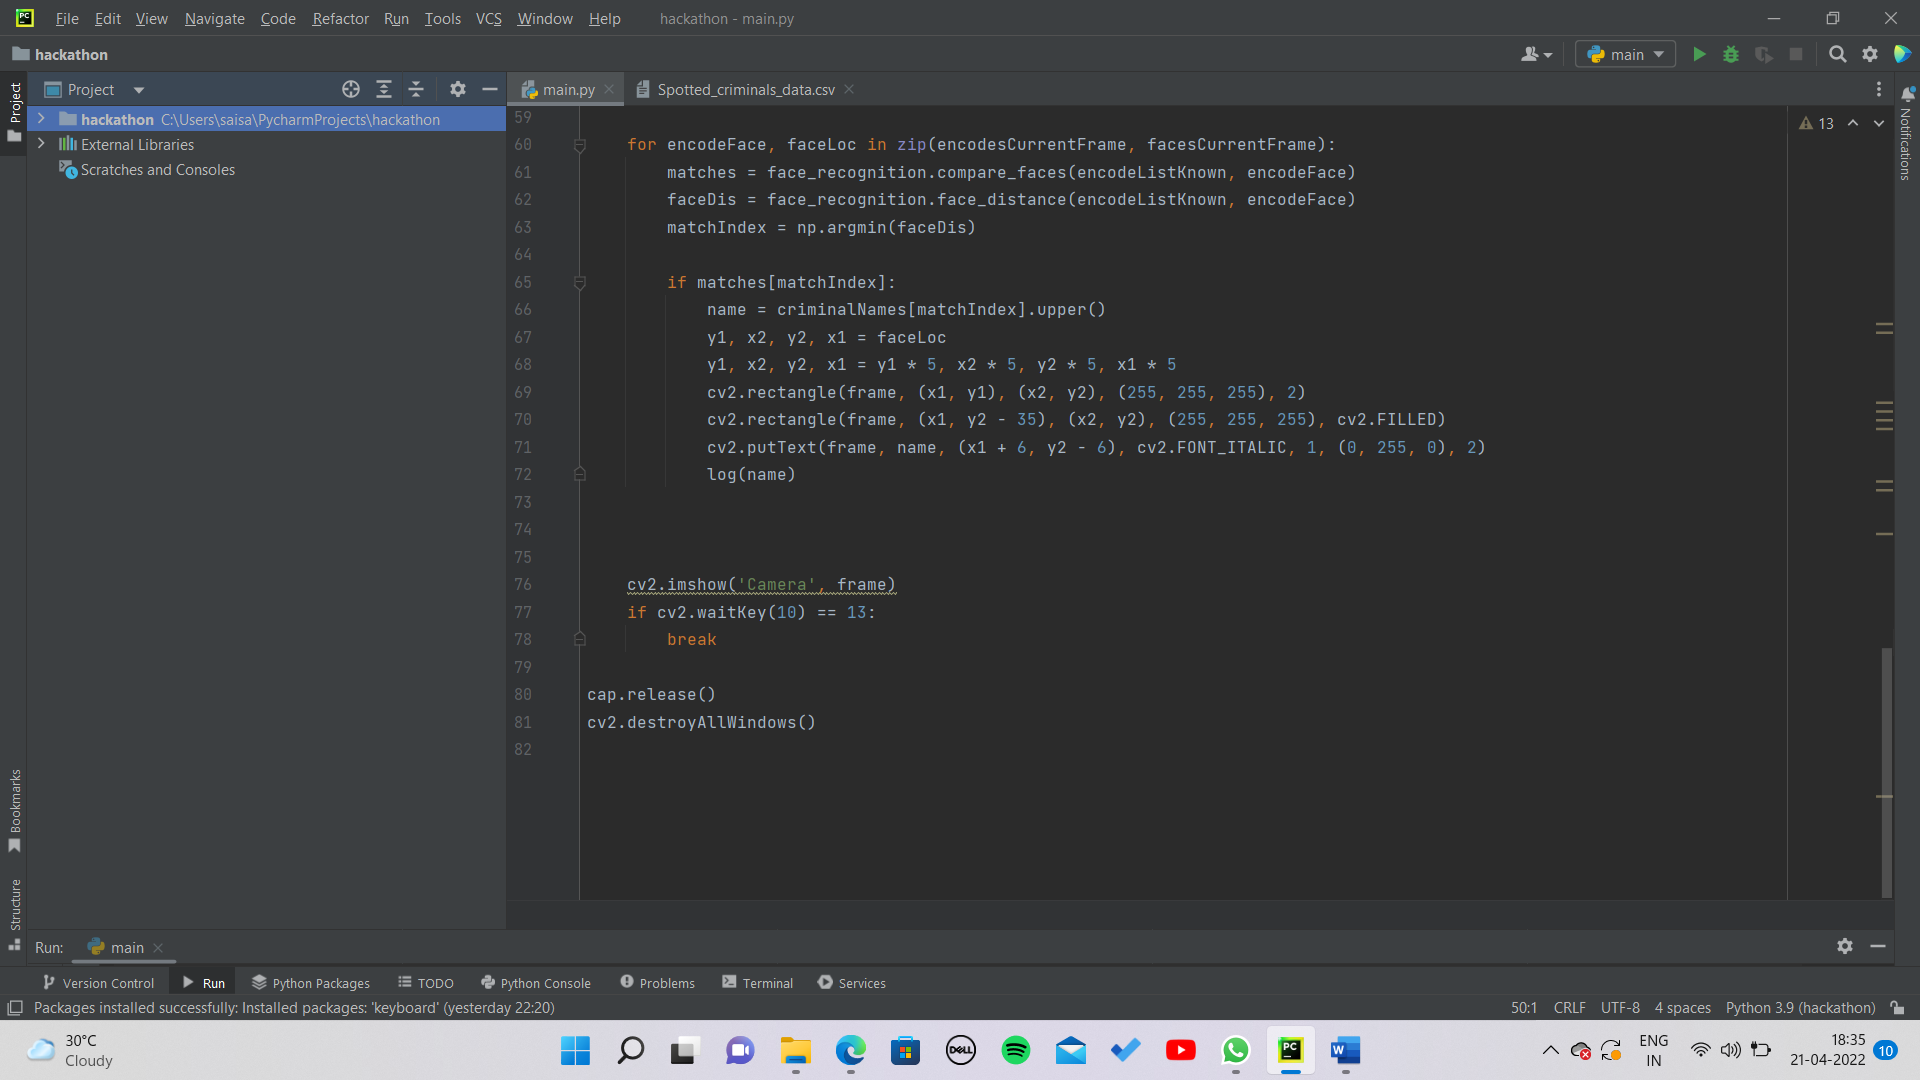 File Edit View Navigate Code Refactor Run Tools VCS Window Help hackathon - main.py
hackathon
main
Project
main.py
Spotted_criminals_data.csv
Project
hackathon C:\Users\saisa\PycharmProjects\hackathon
External Libraries
Scratches and Consoles
Bookmarks
Structure
Notifications
13
59
60 for encodeFace, faceLoc in zip(encodesCurrentFrame, facesCurrentFrame):
61 matches = face_recognition.compare_faces(encodeListKnown, encodeFace)
62 faceDis = face_recognition.face_distance(encodeListKnown, encodeFace)
63 matchIndex = np.argmin(faceDis)
64
65 if matches[matchIndex]:
66 name = criminalNames[matchIndex].upper()
67 y1, x2, y2, x1 = faceLoc
68 y1, x2, y2, x1 = y1 * 5, x2 * 5, y2 * 5, x1 * 5
69 cv2.rectangle(frame, (x1, y1), (x2, y2), (255, 255, 255), 2)
70 cv2.rectangle(frame, (x1, y2 - 35), (x2, y2), (255, 255, 255), cv2.FILLED)
71 cv2.putText(frame, name, (x1 + 6, y2 - 6), cv2.FONT_ITALIC, 1, (0, 255, 0), 2)
72 log(name)
73
74
75
76 cv2.imshow('Camera', frame)
77 if cv2.waitKey(10) == 13:
78 break
79
80 cap.release()
81 cv2.destroyAllWindows()
82
Run: main
Version Control Run Python Packages TODO Python Console Problems Terminal Services
Packages installed successfully: Installed packages: 'keyboard' (yesterday 22:20)
50:1 CRLF UTF-8 4 spaces Python 3.9 (hackathon)
30°C
Cloudy
DELL
PC
W
ENG
IN
18:35
21-04-2022
10